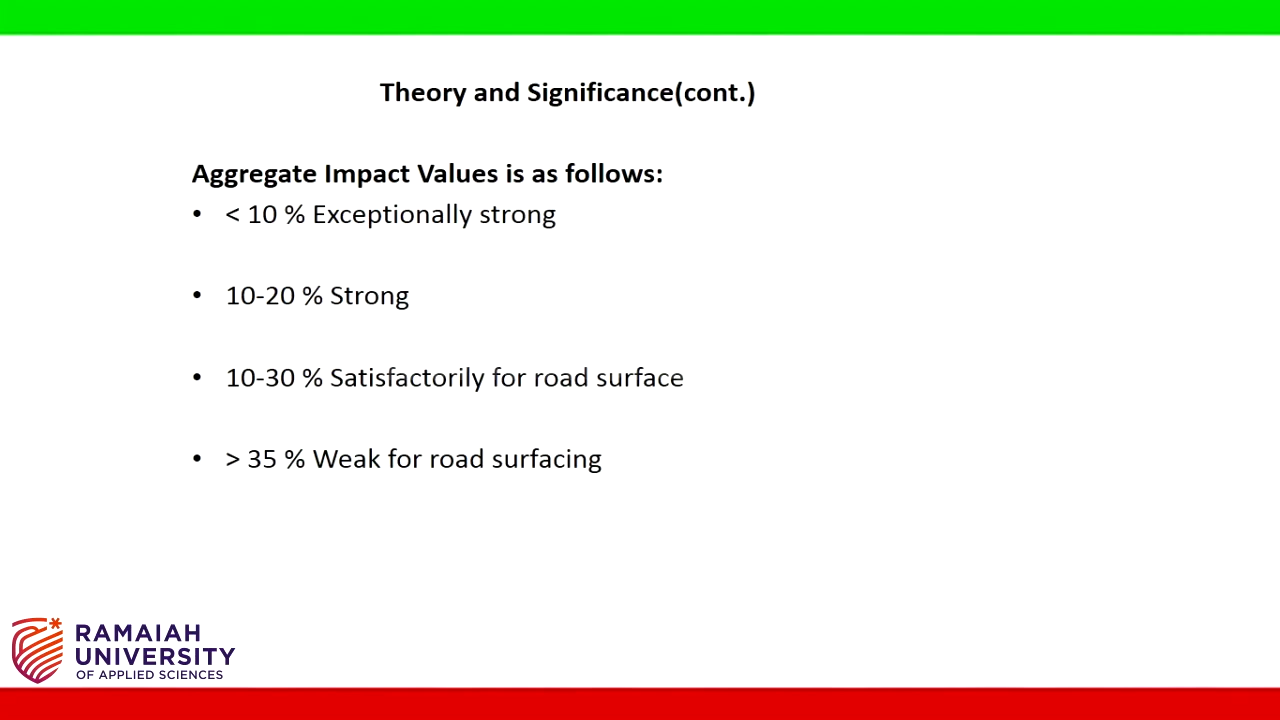 Theory and Significance(cont.)
Aggregate Impact Values is as follows:
• < 10 % Exceptionally strong
• 10-20 % Strong
• 10-30 % Satisfactorily for road surface
• > 35 % Weak for road surfacing
RAMAIAH
UNIVERSITY
OF APPLIED SCIENCES